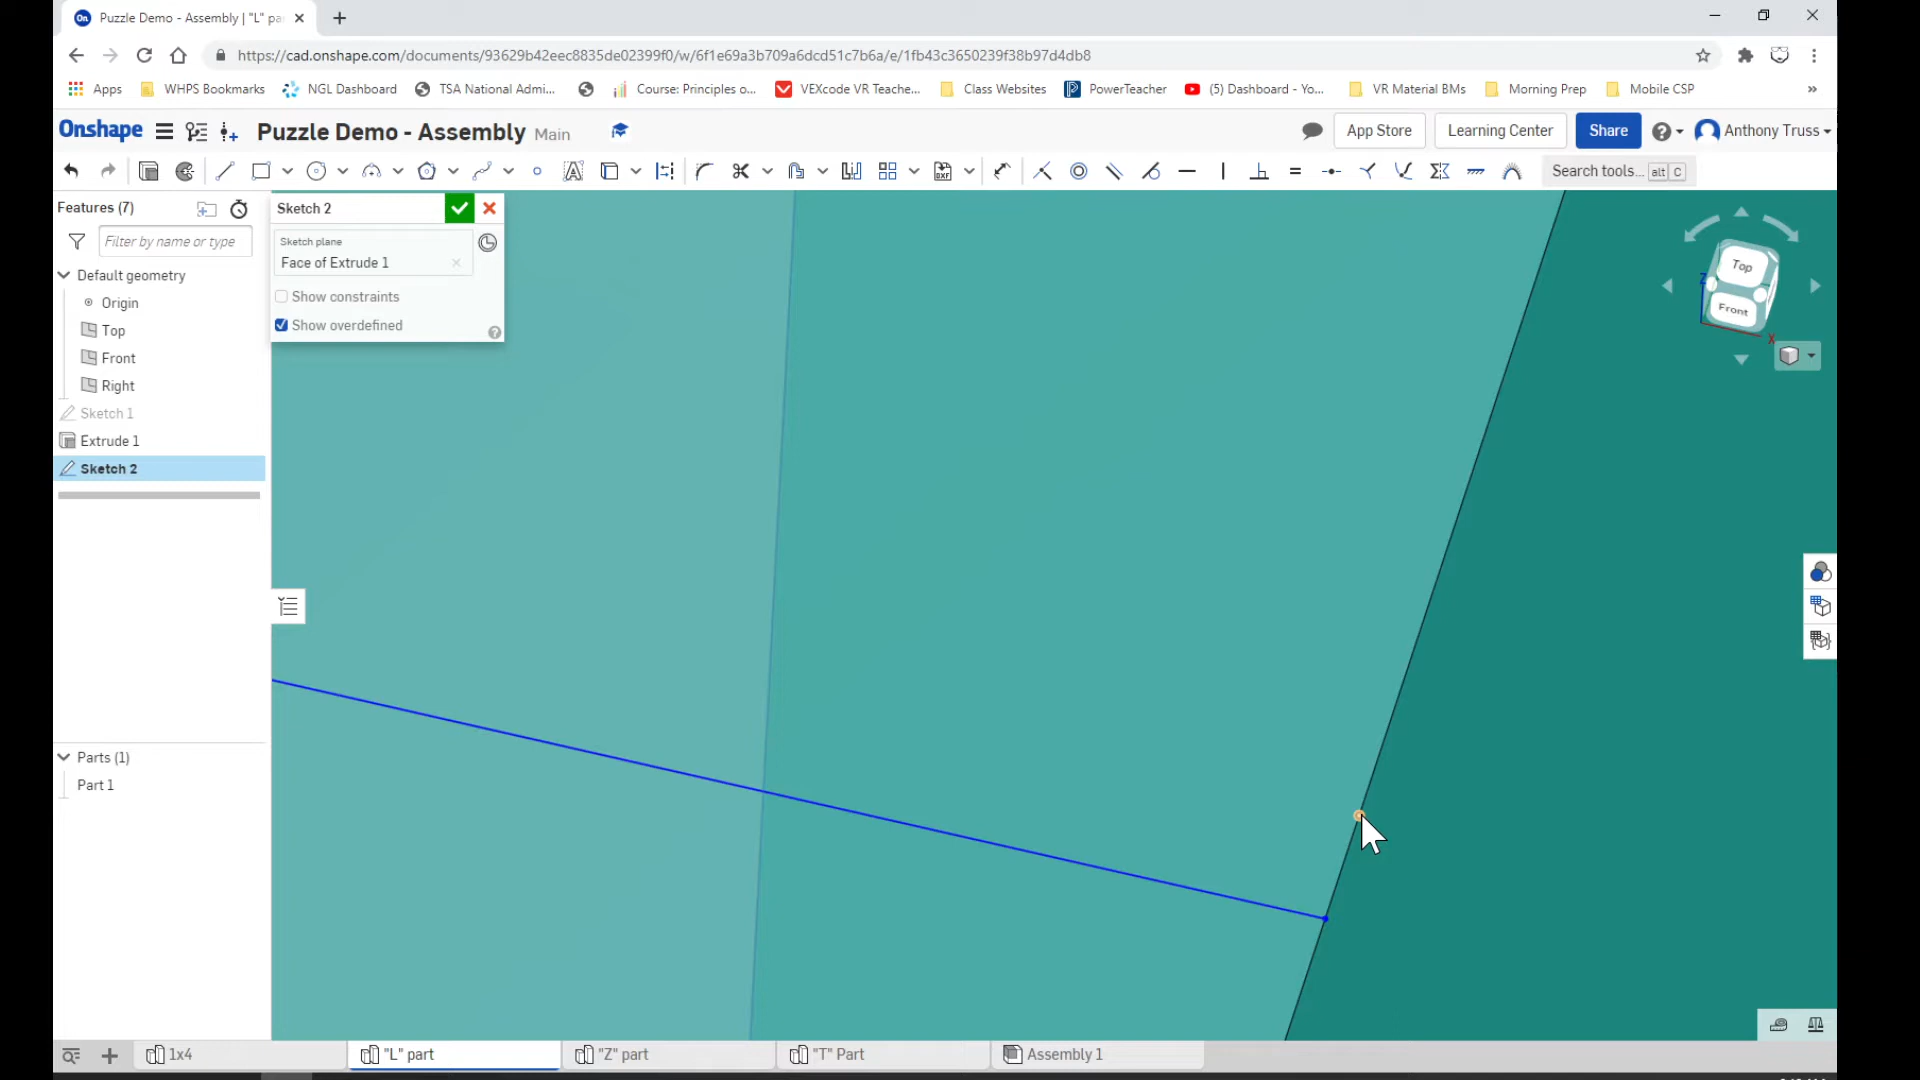 Puzzle Demo - Assembly | "L" pa
https://cad.onshape.com/documents/93629b42eec8835de02399f0/w/6f1e69a3b709a6dcd51c7b6a/e/1fb43c3650239f38b97d4db8
Apps WHPS Bookmarks NGL Dashboard TSA National Admi... Course: Principles o... VEXcode VR Teache... Class Websites PowerTeacher (5) Dashboard - Yo... VR Material BMs Morning Prep Mobile CSP »
Onshape Puzzle Demo - Assembly Main App Store Learning Center Share Anthony Truss
Search tools... alt C
Features (7)
Filter by name or type
Default geometry
Origin
Top
Front
Right
Sketch 1
Extrude 1
Sketch 2
Parts (1)
Part 1
Sketch 2
Sketch plane
Face of Extrude 1
Show constraints
Show overdefined
Top
Front
Z
X
1x4 "L" part "Z" part "T" Part Assembly 1